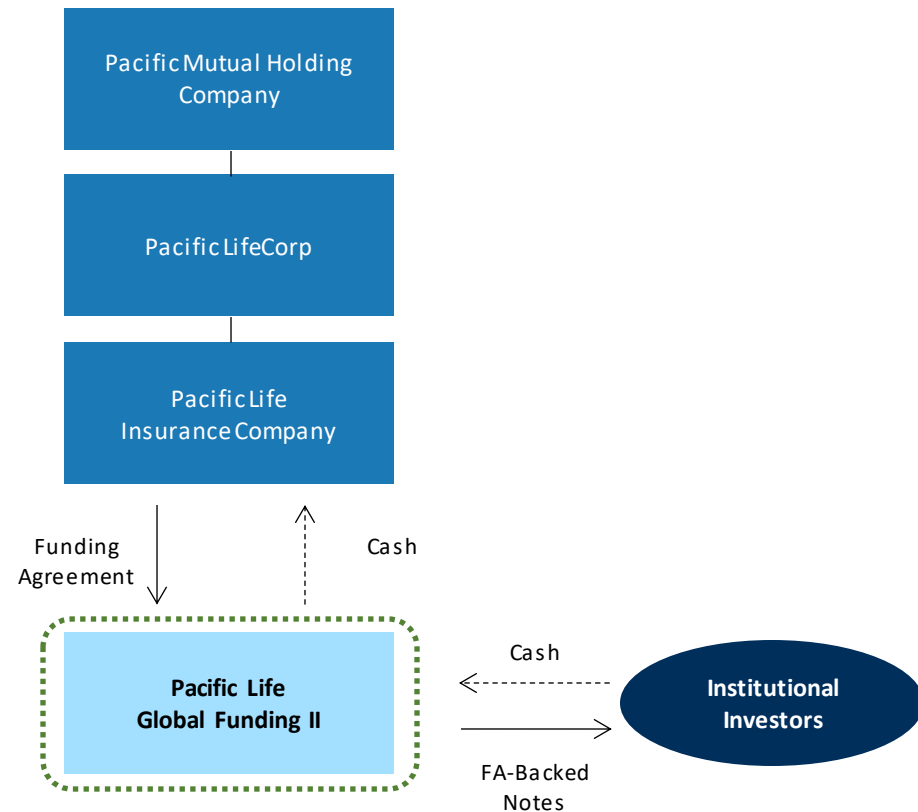 Pacific Mutual Holding
Company
Pacific LifeCorp
Pacific Life
Insurance Company
Funding
Agreement
Cash
Pacific Life
Global Funding II
Cash
FA-Backed
Notes
Institutional
Investors